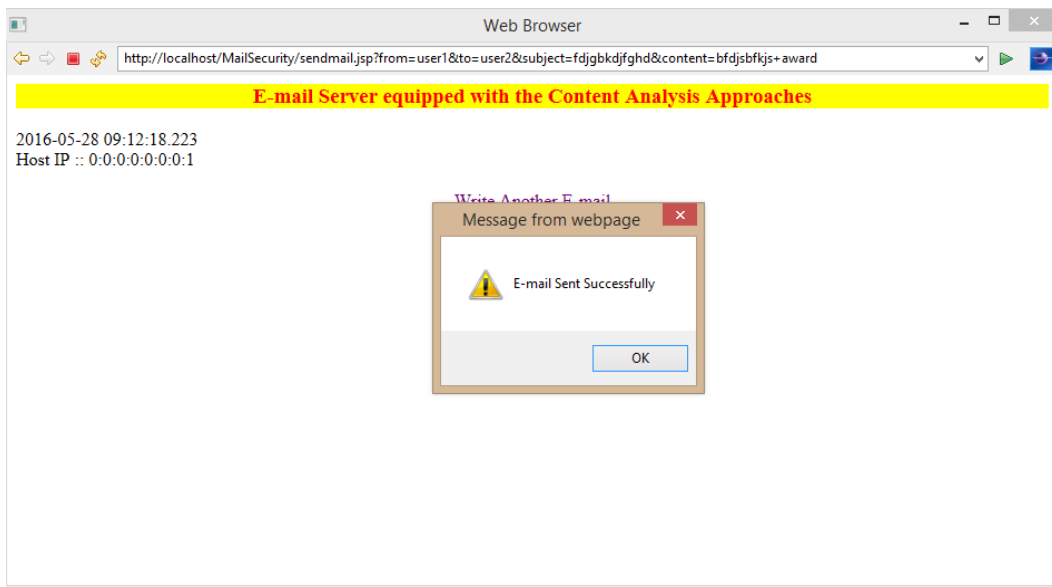 Web Browser
http://localhost/MailSecurity/sendmail.jsp?from=user1&to=user2&subject=fdjgbkdjfghd&content=bfdjsbfkjs+award
E-mail Server equipped with the Content Analysis Approaches
2016-05-28 09:12:18.223
Host IP :: 0:0:0:0:0:0:0:1
Write Another E-mail
Message from webpage
E-mail Sent Successfully
OK